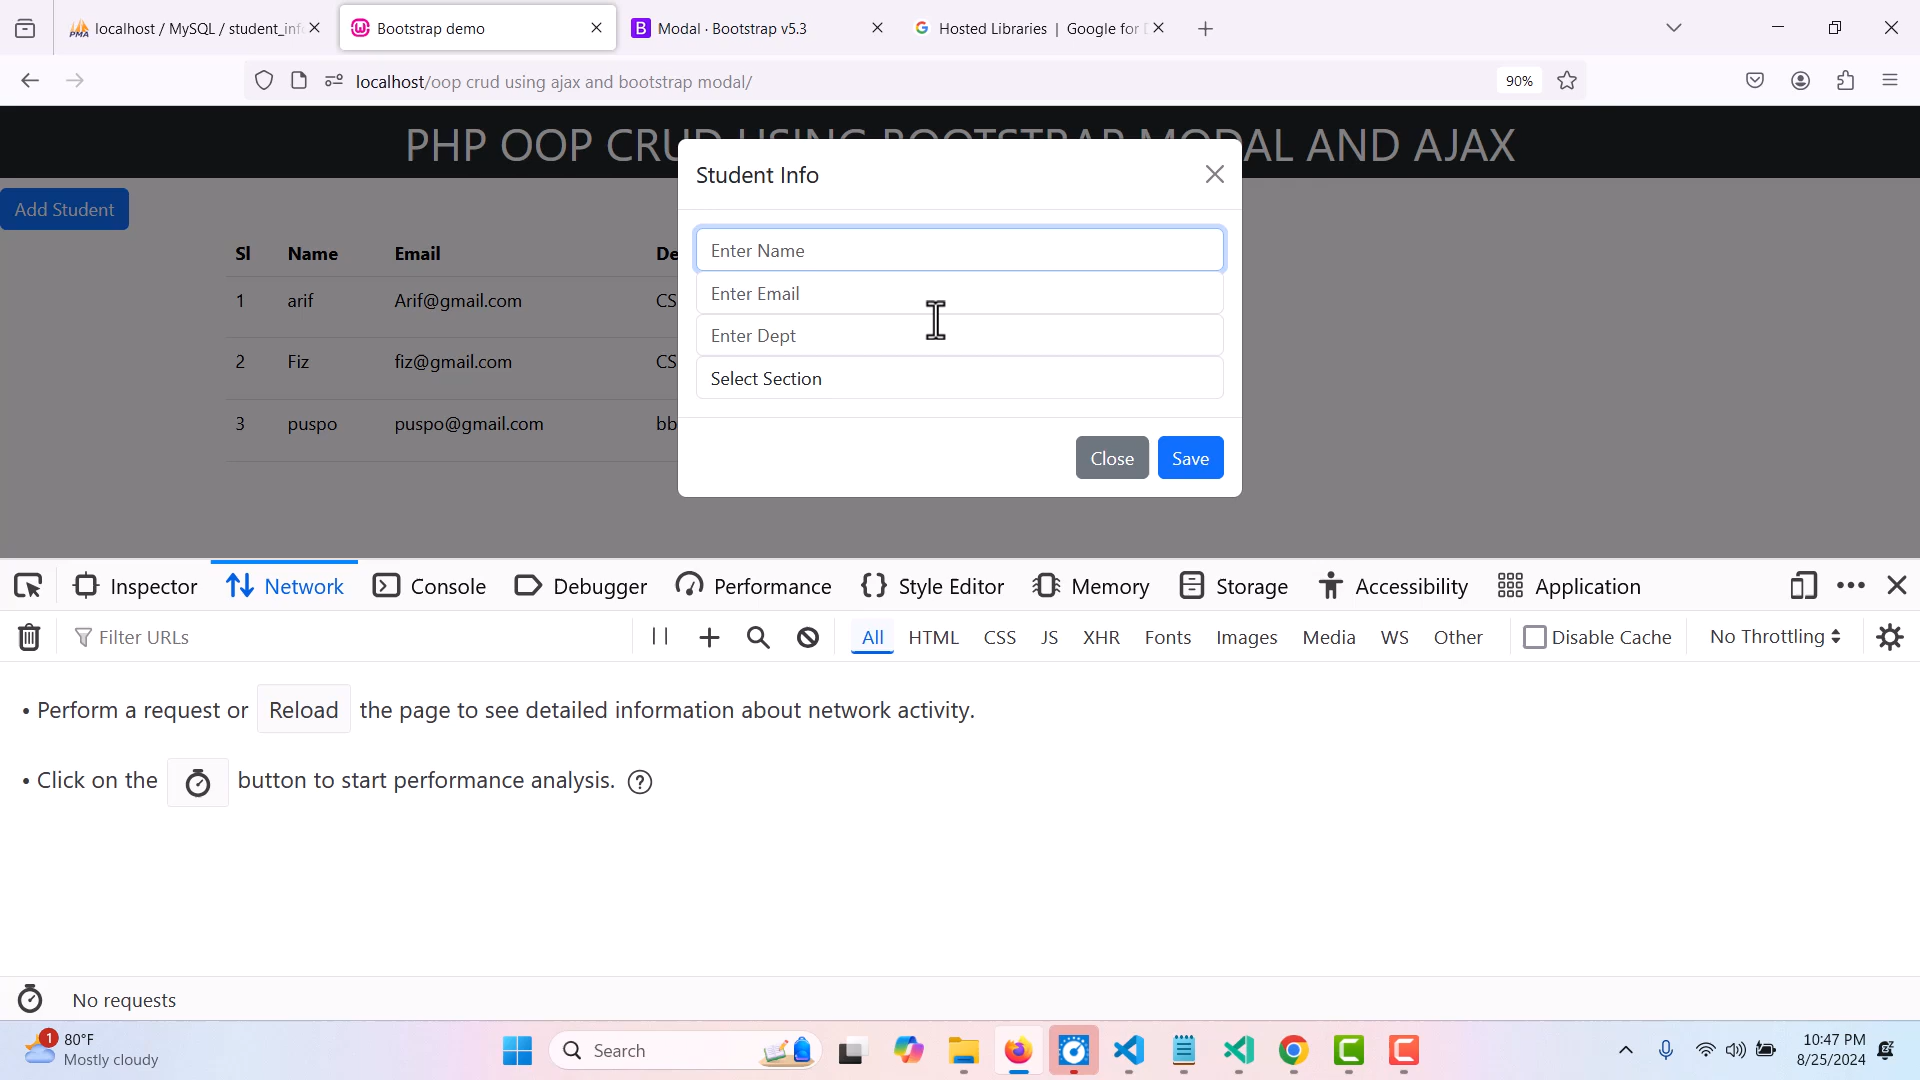 localhost / MySQL / student_inf
Bootstrap demo
Modal · Bootstrap v5.3
Hosted Libraries | Google for D
localhost/oop crud using ajax and bootstrap modal/
90%
PHP OOP CRUD USING BOOTSTRAP MODAL AND AJAX
Student Info
Add Student
Enter Name
Sl Name Email De
Enter Email
1 arif Arif@gmail.com CS
Enter Dept
2 Fiz fiz@gmail.com CS
Select Section
3 puspo puspo@gmail.com bb
Close Save
Inspector Network Console Debugger Performance Style Editor Memory Storage Accessibility Application
Filter URLs All HTML CSS JS XHR Fonts Images Media WS Other Disable Cache No Throttling
• Perform a request or Reload the page to see detailed information about network activity.
• Click on the button to start performance analysis.
No requests
1 80°F
Mostly cloudy
Search
10:47 PM
8/25/2024